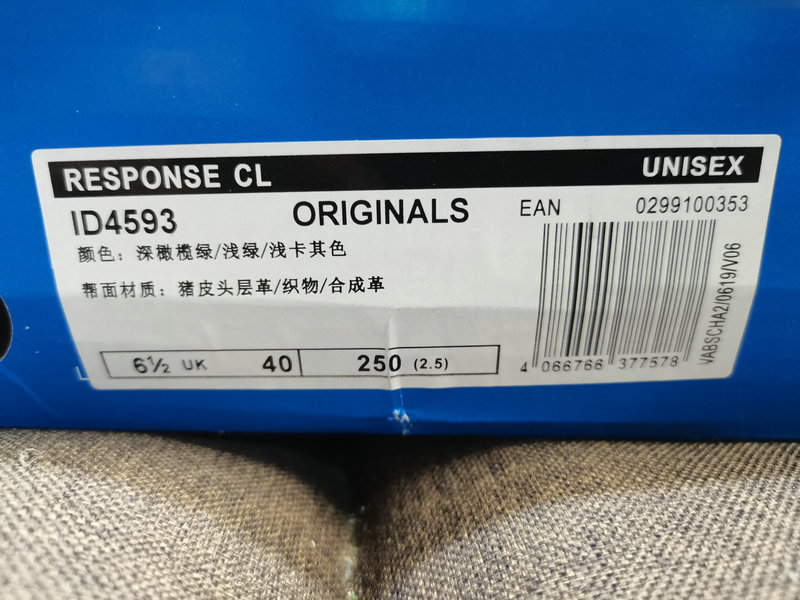 RESPONSE CL UNISEX
ID4593 ORIGINALS EAN 0299100353
颜色：深橄榄绿/浅绿/浅卡其色
帮面材质：猪皮头层革/织物/合成革
6½ UK 40 250 (2.5)
4 066766 377578
VABSCHA2/0619/V06